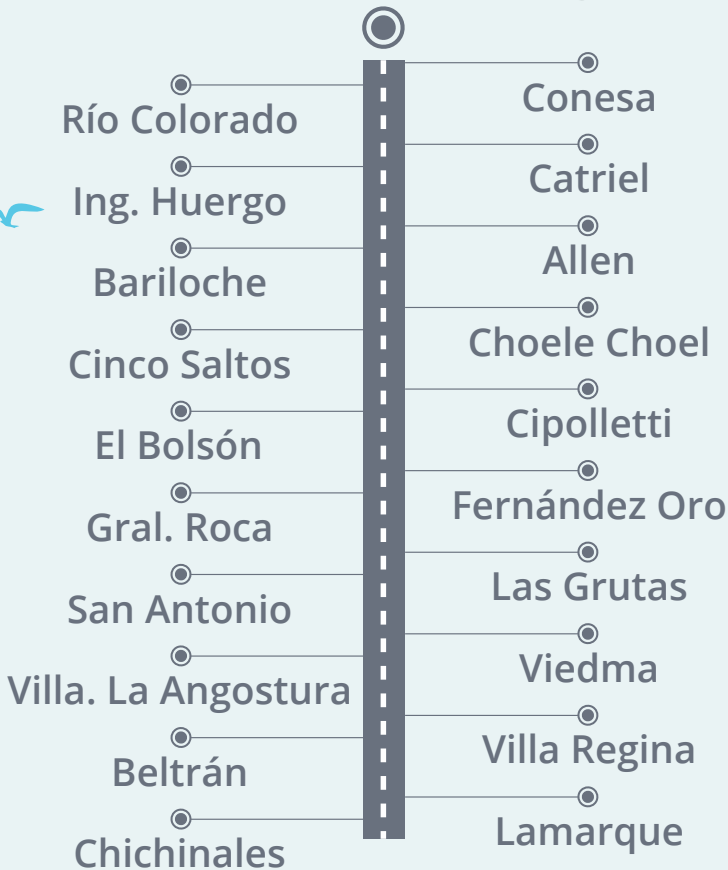 Conesa
Río Colorado
Catriel
Ing. Huergo
Allen
Bariloche
Choele Choel
Cinco Saltos
Cipolletti
El Bolsón
Fernández Oro
Gral. Roca
Las Grutas
San Antonio
Viedma
Villa. La Angostura
Villa Regina
Beltrán
Lamarque
Chichinales